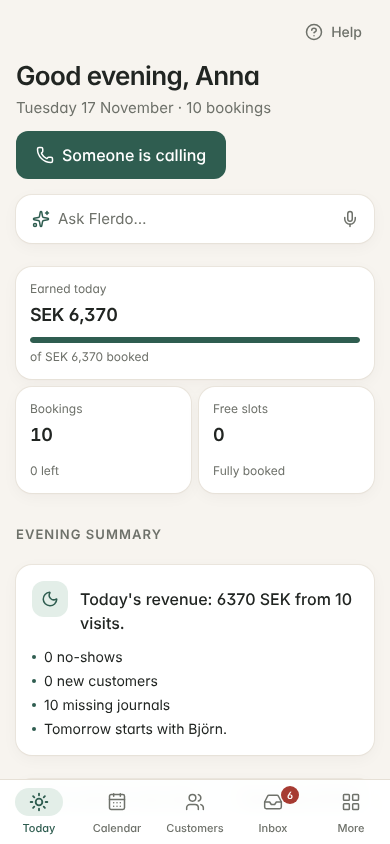 Help
Good evening, Anna
Tuesday 17 November · 10 bookings
Someone is calling
Ask Flerdo...
Earned today
SEK 6,370
of SEK 6,370 booked
Bookings
10
0 left
Free slots
0
Fully booked
EVENING SUMMARY
Today's revenue: 6370 SEK from 10
visits.
• 0 no-shows
• 0 new customers
• 10 missing journals
• Tomorrow starts with Björn.
6
Today
Calendar
Customers
Inbox
More